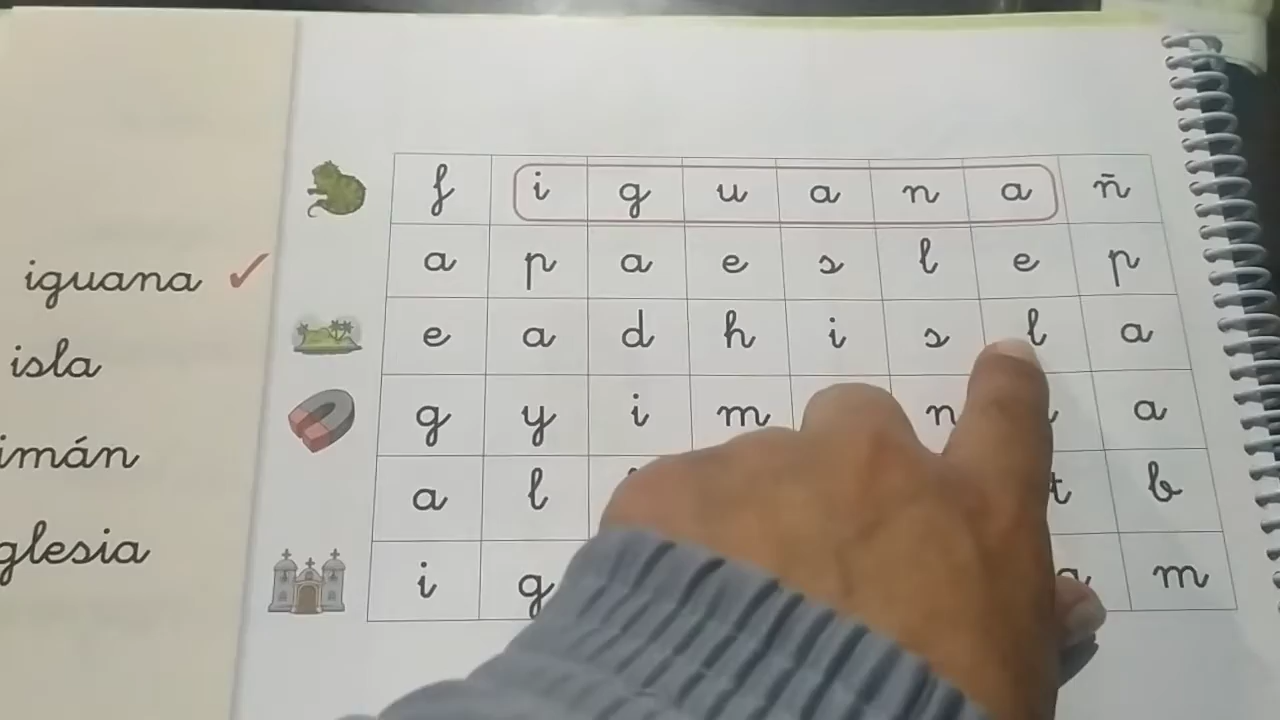 iguana ✓
isla
imán
glesia
f i g u a n a ñ
a p a e s l e p
e a d h i s l a
g y i m n a
a l t b
i g a m